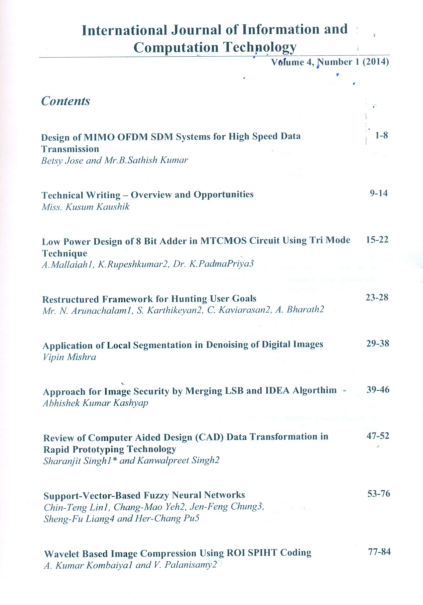 International Journal of Information and
Computation Technology
Volume 4, Number 1 (2014)
Contents
Design of MIMO OFDM SDM Systems for High Speed Data 1-8
Transmission
Betsy Jose and Mr.B.Sathish Kumar
Technical Writing – Overview and Opportunities 9-14
Miss. Kusum Kaushik
Low Power Design of 8 Bit Adder in MTCMOS Circuit Using Tri Mode 15-22
Technique
A.Mallaiah1, K.Rupeshkumar2, Dr. K.PadmaPriya3
Restructured Framework for Hunting User Goals 23-28
Mr. N. Arunachalam1, S. Karthikeyan2, C. Kaviarasan2, A. Bharath2
Application of Local Segmentation in Denoising of Digital Images 29-38
Vipin Mishra
Approach for Image Security by Merging LSB and IDEA Algorthim - 39-46
Abhishek Kumar Kashyap
Review of Computer Aided Design (CAD) Data Transformation in 47-52
Rapid Prototyping Technology
Sharanjit Singh1* and Kanwalpreet Singh2
Support-Vector-Based Fuzzy Neural Networks 53-76
Chin-Teng Lin1, Chang-Mao Yeh2, Jen-Feng Chung3,
Sheng-Fu Liang4 and Her-Chang Pu5
Wavelet Based Image Compression Using ROI SPIHT Coding 77-84
A. Kumar Kombaiya1 and V. Palanisamy2